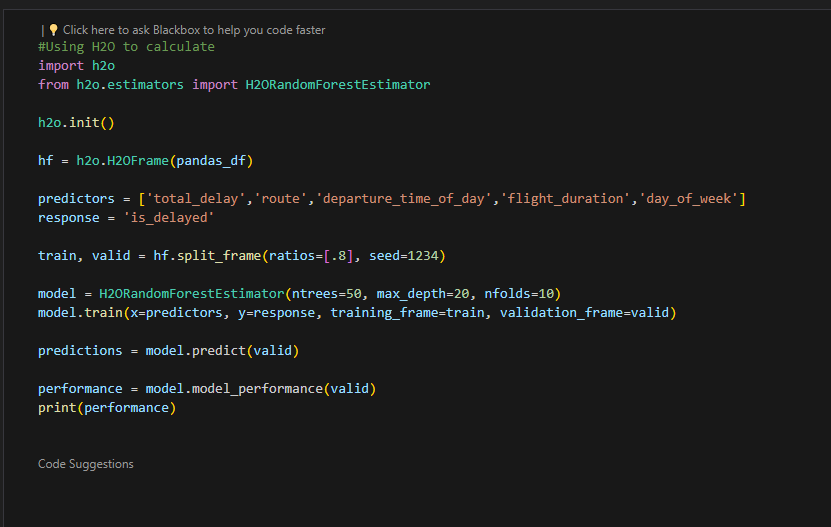 | 💡 Click here to ask Blackbox to help you code faster
#Using H2O to calculate
import h2o
from h2o.estimators import H2ORandomForestEstimator
h2o.init()
hf = h2o.H2OFrame(pandas_df)
predictors = ['total_delay','route','departure_time_of_day','flight_duration','day_of_week']
response = 'is_delayed'
train, valid = hf.split_frame(ratios=[.8], seed=1234)
model = H2ORandomForestEstimator(ntrees=50, max_depth=20, nfolds=10)
model.train(x=predictors, y=response, training_frame=train, validation_frame=valid)
predictions = model.predict(valid)
performance = model.model_performance(valid)
print(performance)
Code Suggestions